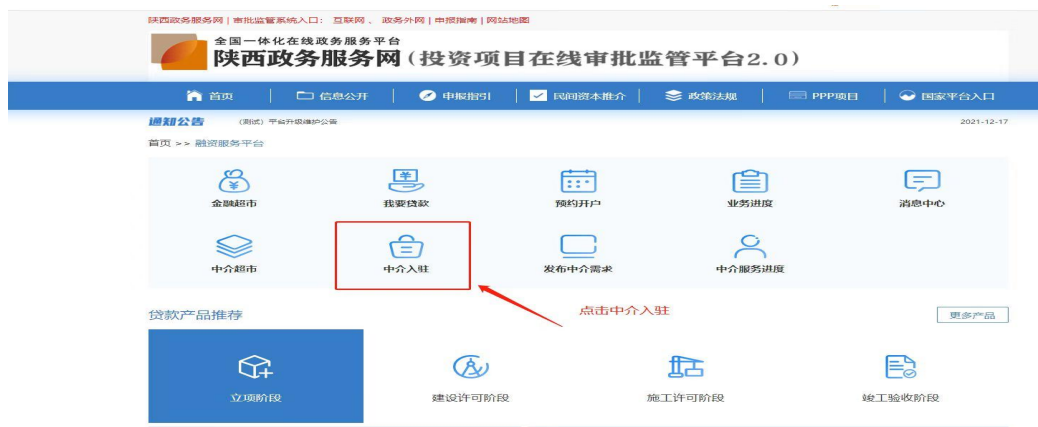 陕西政务服务网 | 审批监管系统入口： 互联网 、 政务外网 | 申报指南 | 网站地图
全国一体化在线政务服务平台
陕西政务服务网 (投资项目在线审批监管平台2.0)
首页 信息公开 申报指引 民间资本推介 政策法规 PPP项目 国家平台入口
通知公告 (测试) 平台升级维护公告 2021-12-17
首页 >> 融资服务平台
金融超市 我要贷款 预约开户 业务进度 消息中心
中介超市 中介入驻 发布中介需求 中介服务进度
点击中介入驻
贷款产品推荐 更多产品
立项阶段 建设许可阶段 施工许可阶段 竣工验收阶段